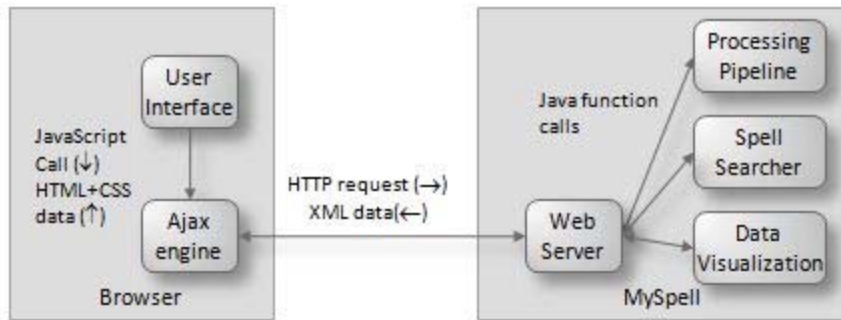 User
Interface
JavaScript
Call (↓)
HTML+CSS
data (↑)
Ajax
engine
Browser
HTTP request (→)
XML data(←)
Java function
calls
Web
Server
Processing
Pipeline
Spell
Searcher
Data
Visualization
MySpell